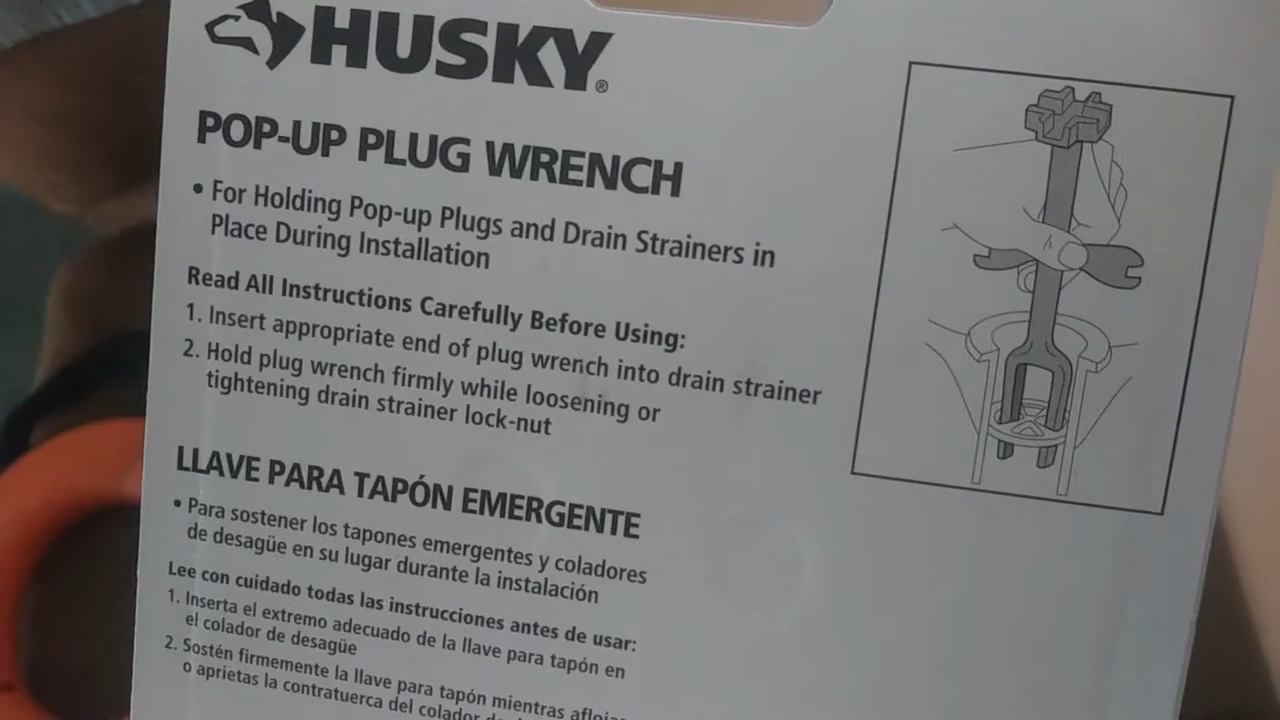 HUSKY®
POP-UP PLUG WRENCH
• For Holding Pop-up Plugs and Drain Strainers in
Place During Installation
Read All Instructions Carefully Before Using:
1. Insert appropriate end of plug wrench into drain strainer
2. Hold plug wrench firmly while loosening or
tightening drain strainer lock-nut
LLAVE PARA TAPÓN EMERGENTE
• Para sostener los tapones emergentes y coladores
de desagüe en su lugar durante la instalación
Lee con cuidado todas las instrucciones antes de usar:
1. Inserta el extremo adecuado de la llave para tapón en
el colador de desagüe
2. Sostén firmemente la llave para tapón mientras
o aprietas la contratuerca del colador